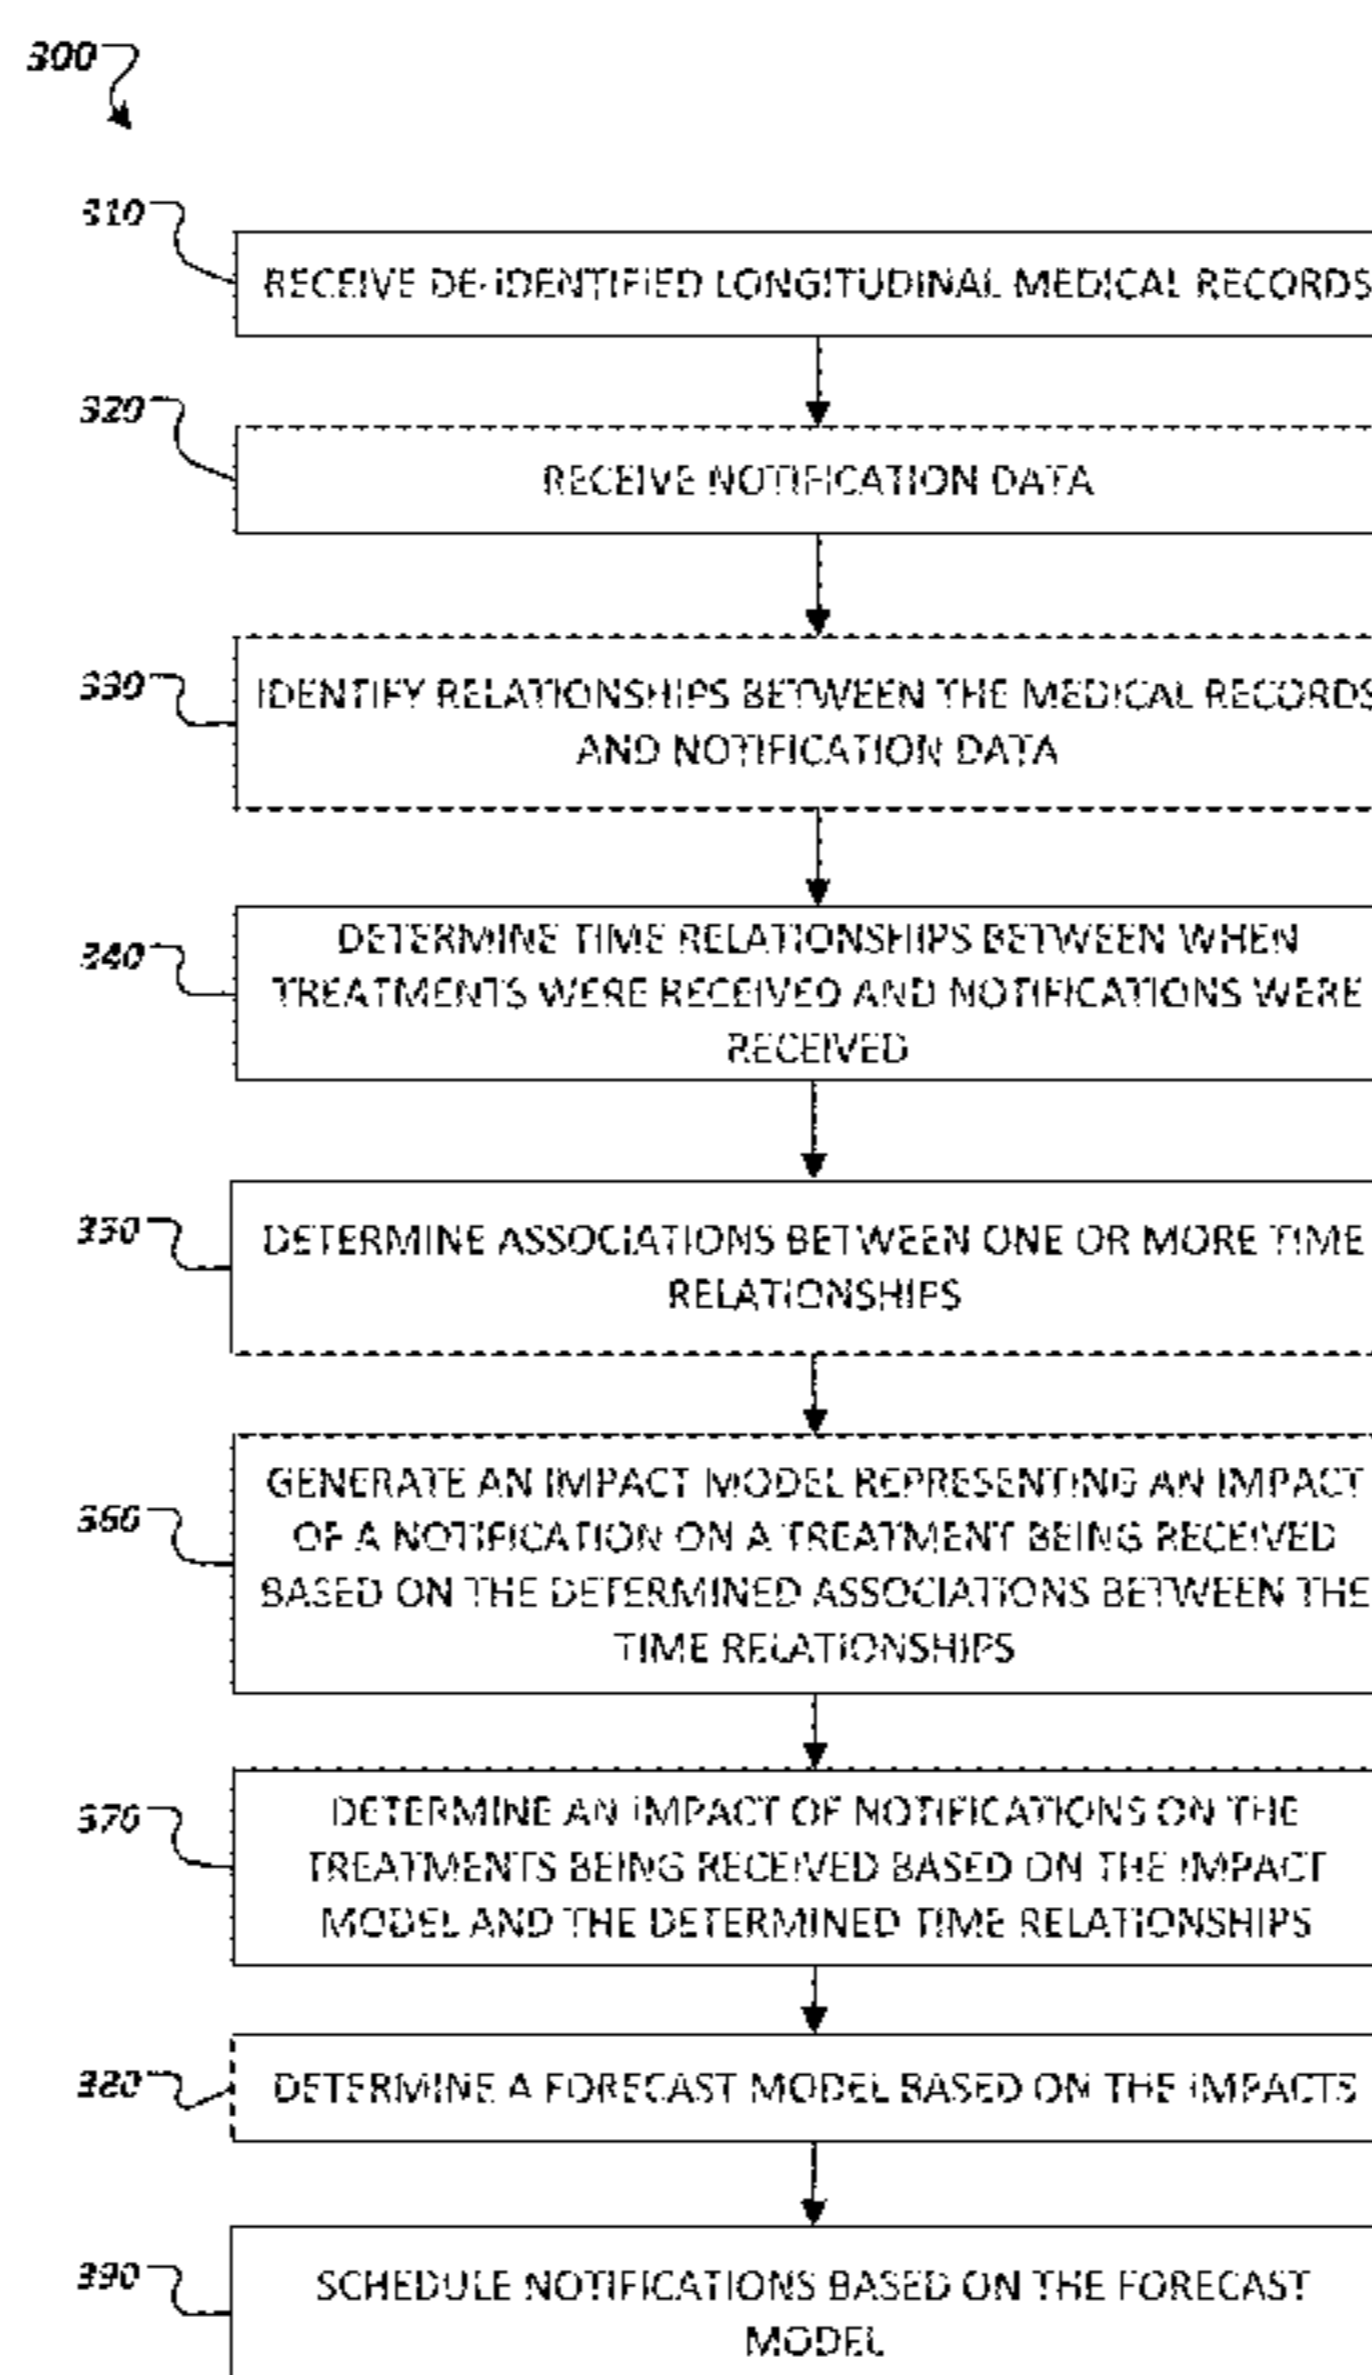 300
310
RECEIVE DE-IDENTIFIED LONGITUDINAL MEDICAL RECORDS
320
RECEIVE NOTIFICATION DATA
330
IDENTIFY RELATIONSHIPS BETWEEN THE MEDICAL RECORDS
AND NOTIFICATION DATA
340
DETERMINE TIME RELATIONSHIPS BETWEEN WHEN
TREATMENTS WERE RECEIVED AND NOTIFICATIONS WERE
RECEIVED
350
DETERMINE ASSOCIATIONS BETWEEN ONE OR MORE TIME
RELATIONSHIPS
360
GENERATE AN IMPACT MODEL REPRESENTING AN IMPACT
OF A NOTIFICATION ON A TREATMENT BEING RECEIVED
BASED ON THE DETERMINED ASSOCIATIONS BETWEEN THE
TIME RELATIONSHIPS
370
DETERMINE AN IMPACT OF NOTIFICATIONS ON THE
TREATMENTS BEING RECEIVED BASED ON THE IMPACT
MODEL AND THE DETERMINED TIME RELATIONSHIPS
380
DETERMINE A FORECAST MODEL BASED ON THE IMPACTS
390
SCHEDULE NOTIFICATIONS BASED ON THE FORECAST
MODEL